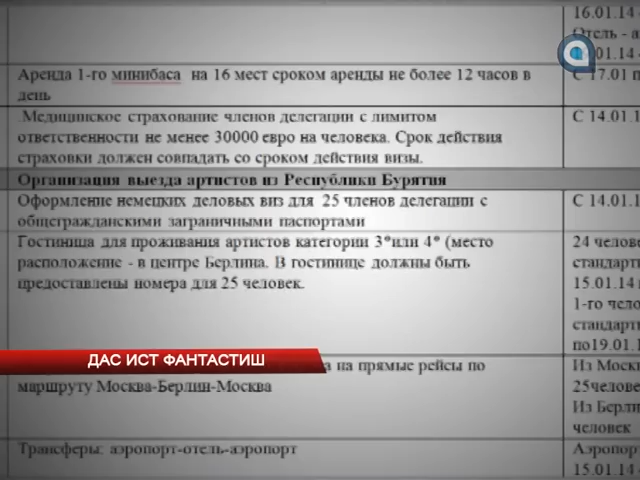 16.01.14
Отель - а
Аренда 1-го минибаса на 16 мест сроком аренды не более 12 часов в
С 17.01
день
.Медицинское страхование членов делегации с лимитом
С 14.01.1
ответственности не менее 30000 евро на человека. Срок действия
страховки должен совпадать со сроком действия визы.
Организация выезда артистов из Республики Бурятия
Оформление немецких деловых виз для 25 членов делегации с
С 14.01.1
общегражданскими заграничными паспортами
Гостиница для проживания артистов категории 3*или 4* (место
24 челове
расположение - в центре Берлина. В гостинице должны быть
стандартн
предоставлены номера для 25 человек.
15.01.14
1-го чело
стандартн
по19.01.1
ДАС ИСТ ФАНТАСТИШ
а на прямые рейсы по
Из Моск
маршруту Москва-Берлин-Москва
25челове
Из Берли
человек
Трансферы: аэропорт-отель-аэропорт
Аэропор
15.01.14